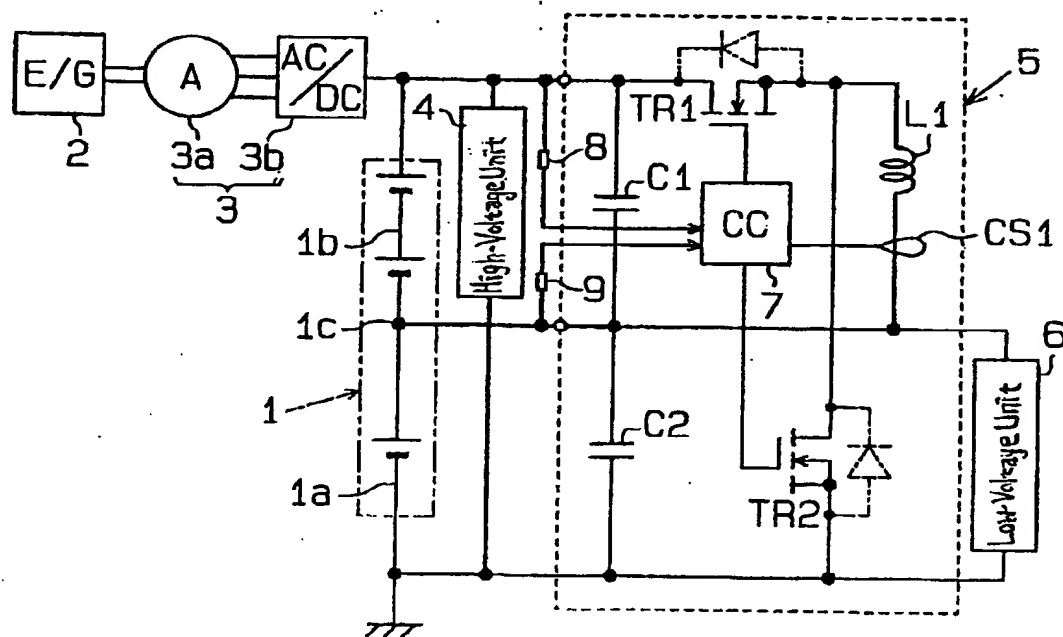 E/G
A
AC/DC
2
3a
3b
3
4
High-Voltage Unit
8
TR1
5
L1
C1
CC
CS1
1b
9
7
1c
6
1
C2
Low-Voltage Unit
1a
TR2